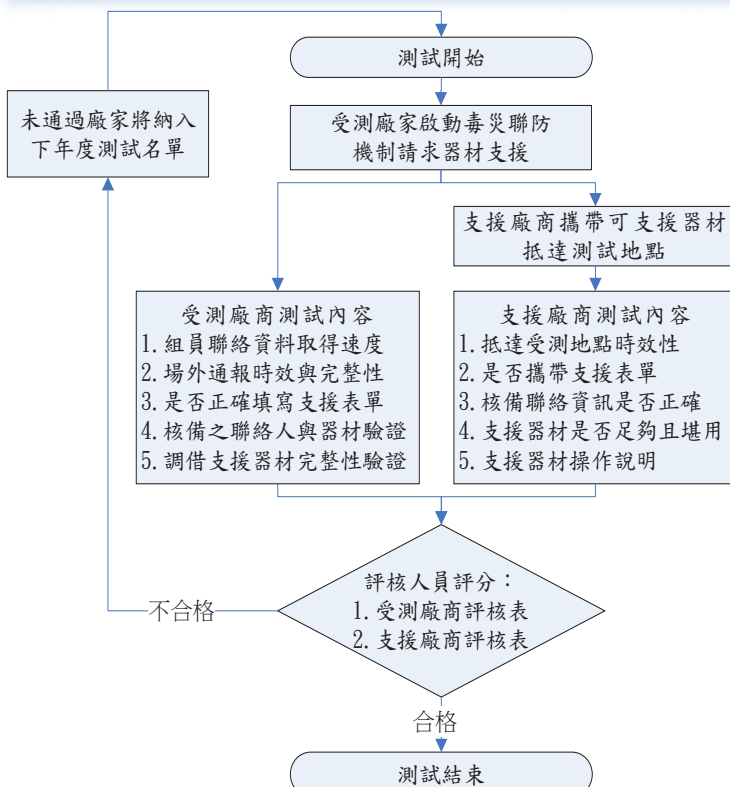 測試開始
未通過廠家將納入
下年度測試名單
受測廠家啟動毒災聯防
機制請求器材支援
支援廠商攜帶可支援器材
抵達測試地點
受測廠商測試內容
1.組員聯絡資料取得速度
2.場外通報時效與完整性
3.是否正確填寫支援表單
4.核備之聯絡人與器材驗證
5.調借支援器材完整性驗證
支援廠商測試內容
1.抵達受測地點時效性
2.是否攜帶支援表單
3.核備聯絡資訊是否正確
4.支援器材是否足夠且堪用
5.支援器材操作說明
評核人員評分：
1.受測廠商評核表
2.支援廠商評核表
不合格
合格
測試結束